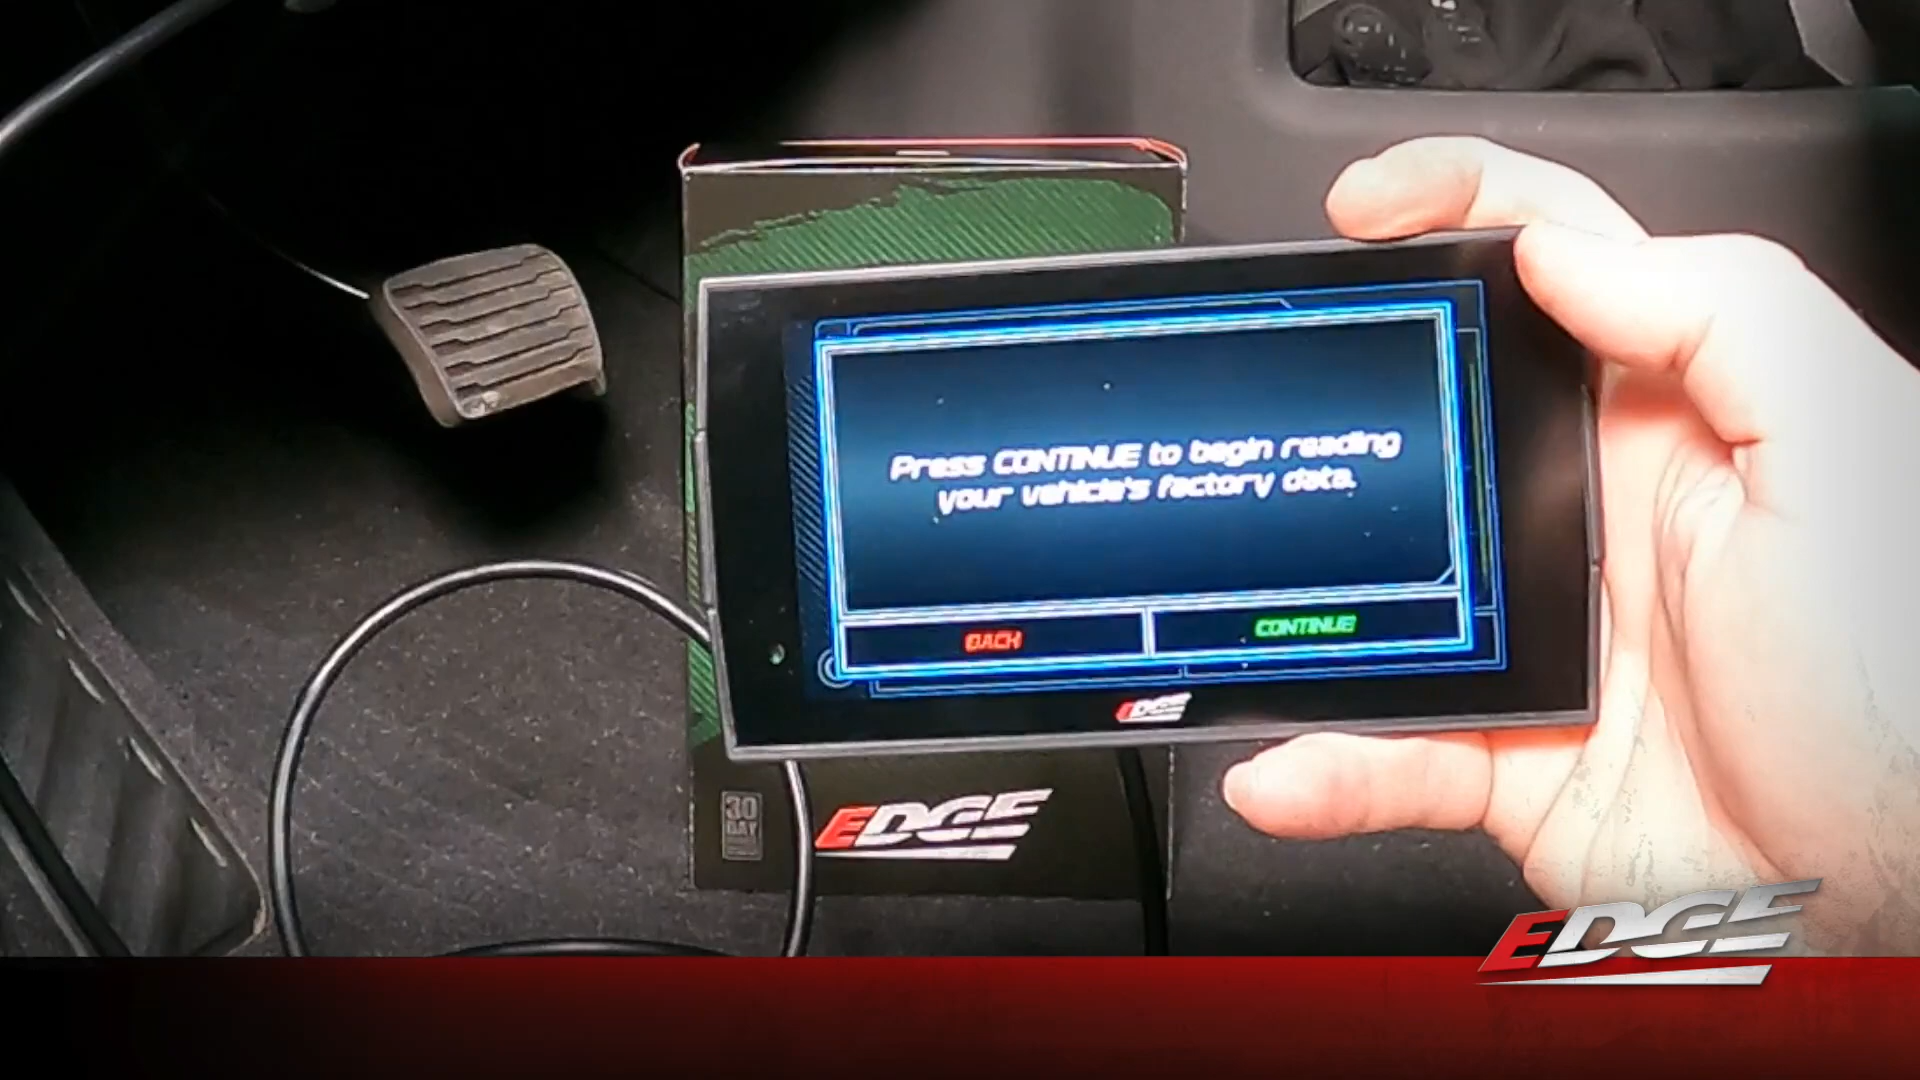 Press CONTINUE to begin reading
your vehicle's factory data.
BACK
CONTINUE
EDGE
30
DAY
EDGE
EDGE